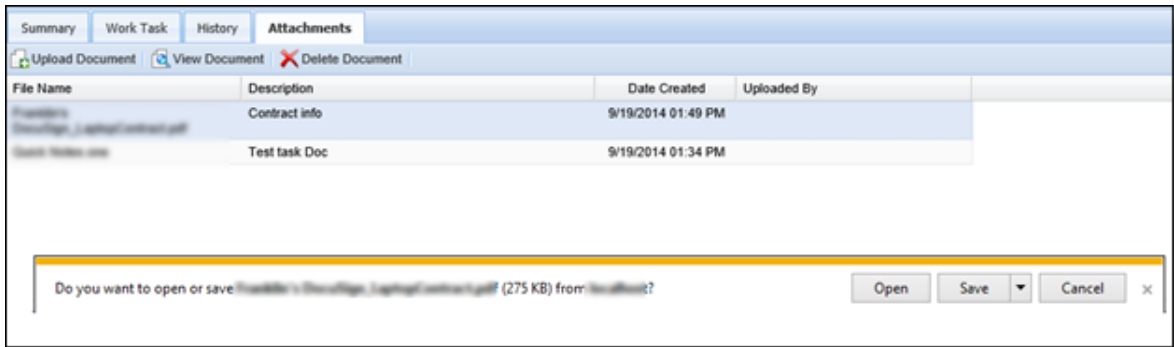 Summary Work Task History Attachments
Upload Document View Document Delete Document
File Name Description Date Created Uploaded By
Contract info 9/19/2014 01:49 PM
Test task Doc 9/19/2014 01:34 PM
Do you want to open or save (275 KB) from ? Open Save Cancel